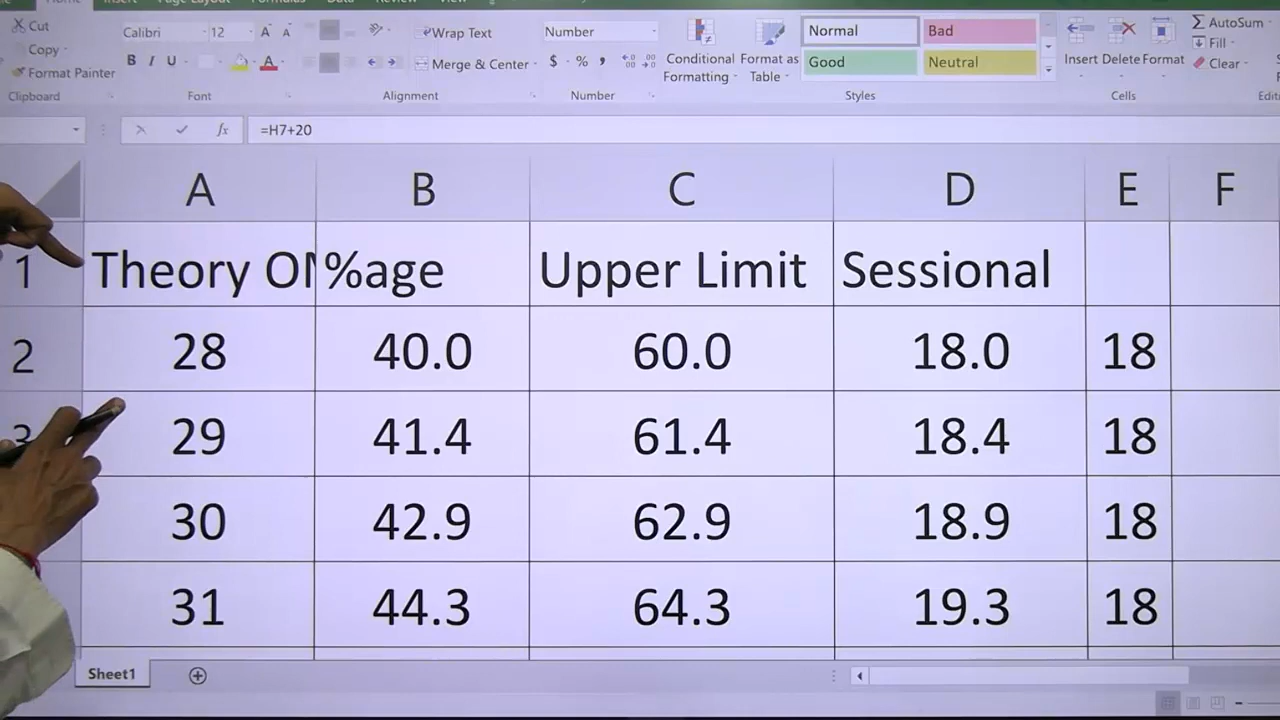 Cut
Calibri 12 A A Wrap Text Number Normal Bad AutoSum
Copy Fill
Format Painter B I U A Merge & Center $ % , Conditional Formatting Format as Table Good Neutral Insert Delete Format Clear
Clipboard Font Alignment Number Styles Cells
fx =H7+20
A B C D E F
1 Theory %age Upper Limit Sessional
2 28 40.0 60.0 18.0 18
3 29 41.4 61.4 18.4 18
30 42.9 62.9 18.9 18
31 44.3 64.3 19.3 18
Sheet1